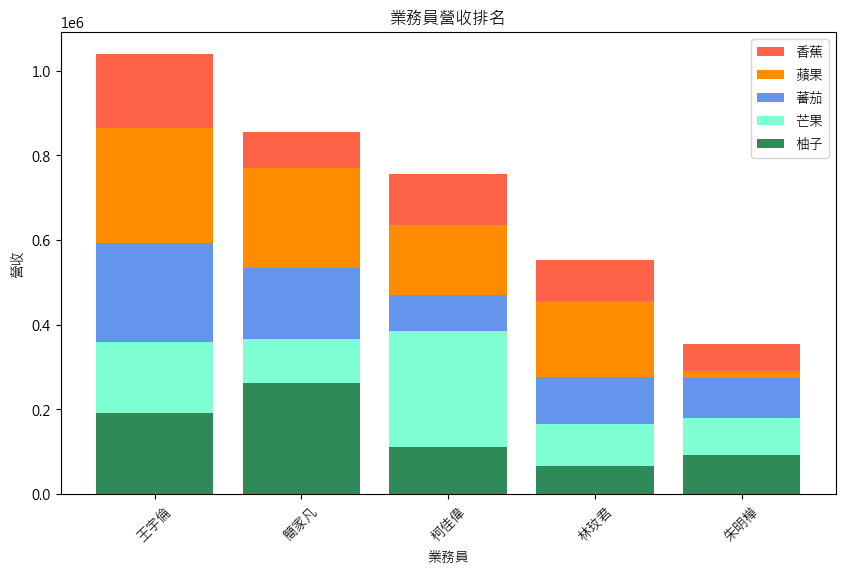 業務員營收排名
1e6
1.0
0.8
0.6
0.4
0.2
0.0
營收
香蕉
蘋果
蕃茄
芒果
柚子
王宇倫
簡家凡
柯佳偉
林玟君
朱明樺
業務員